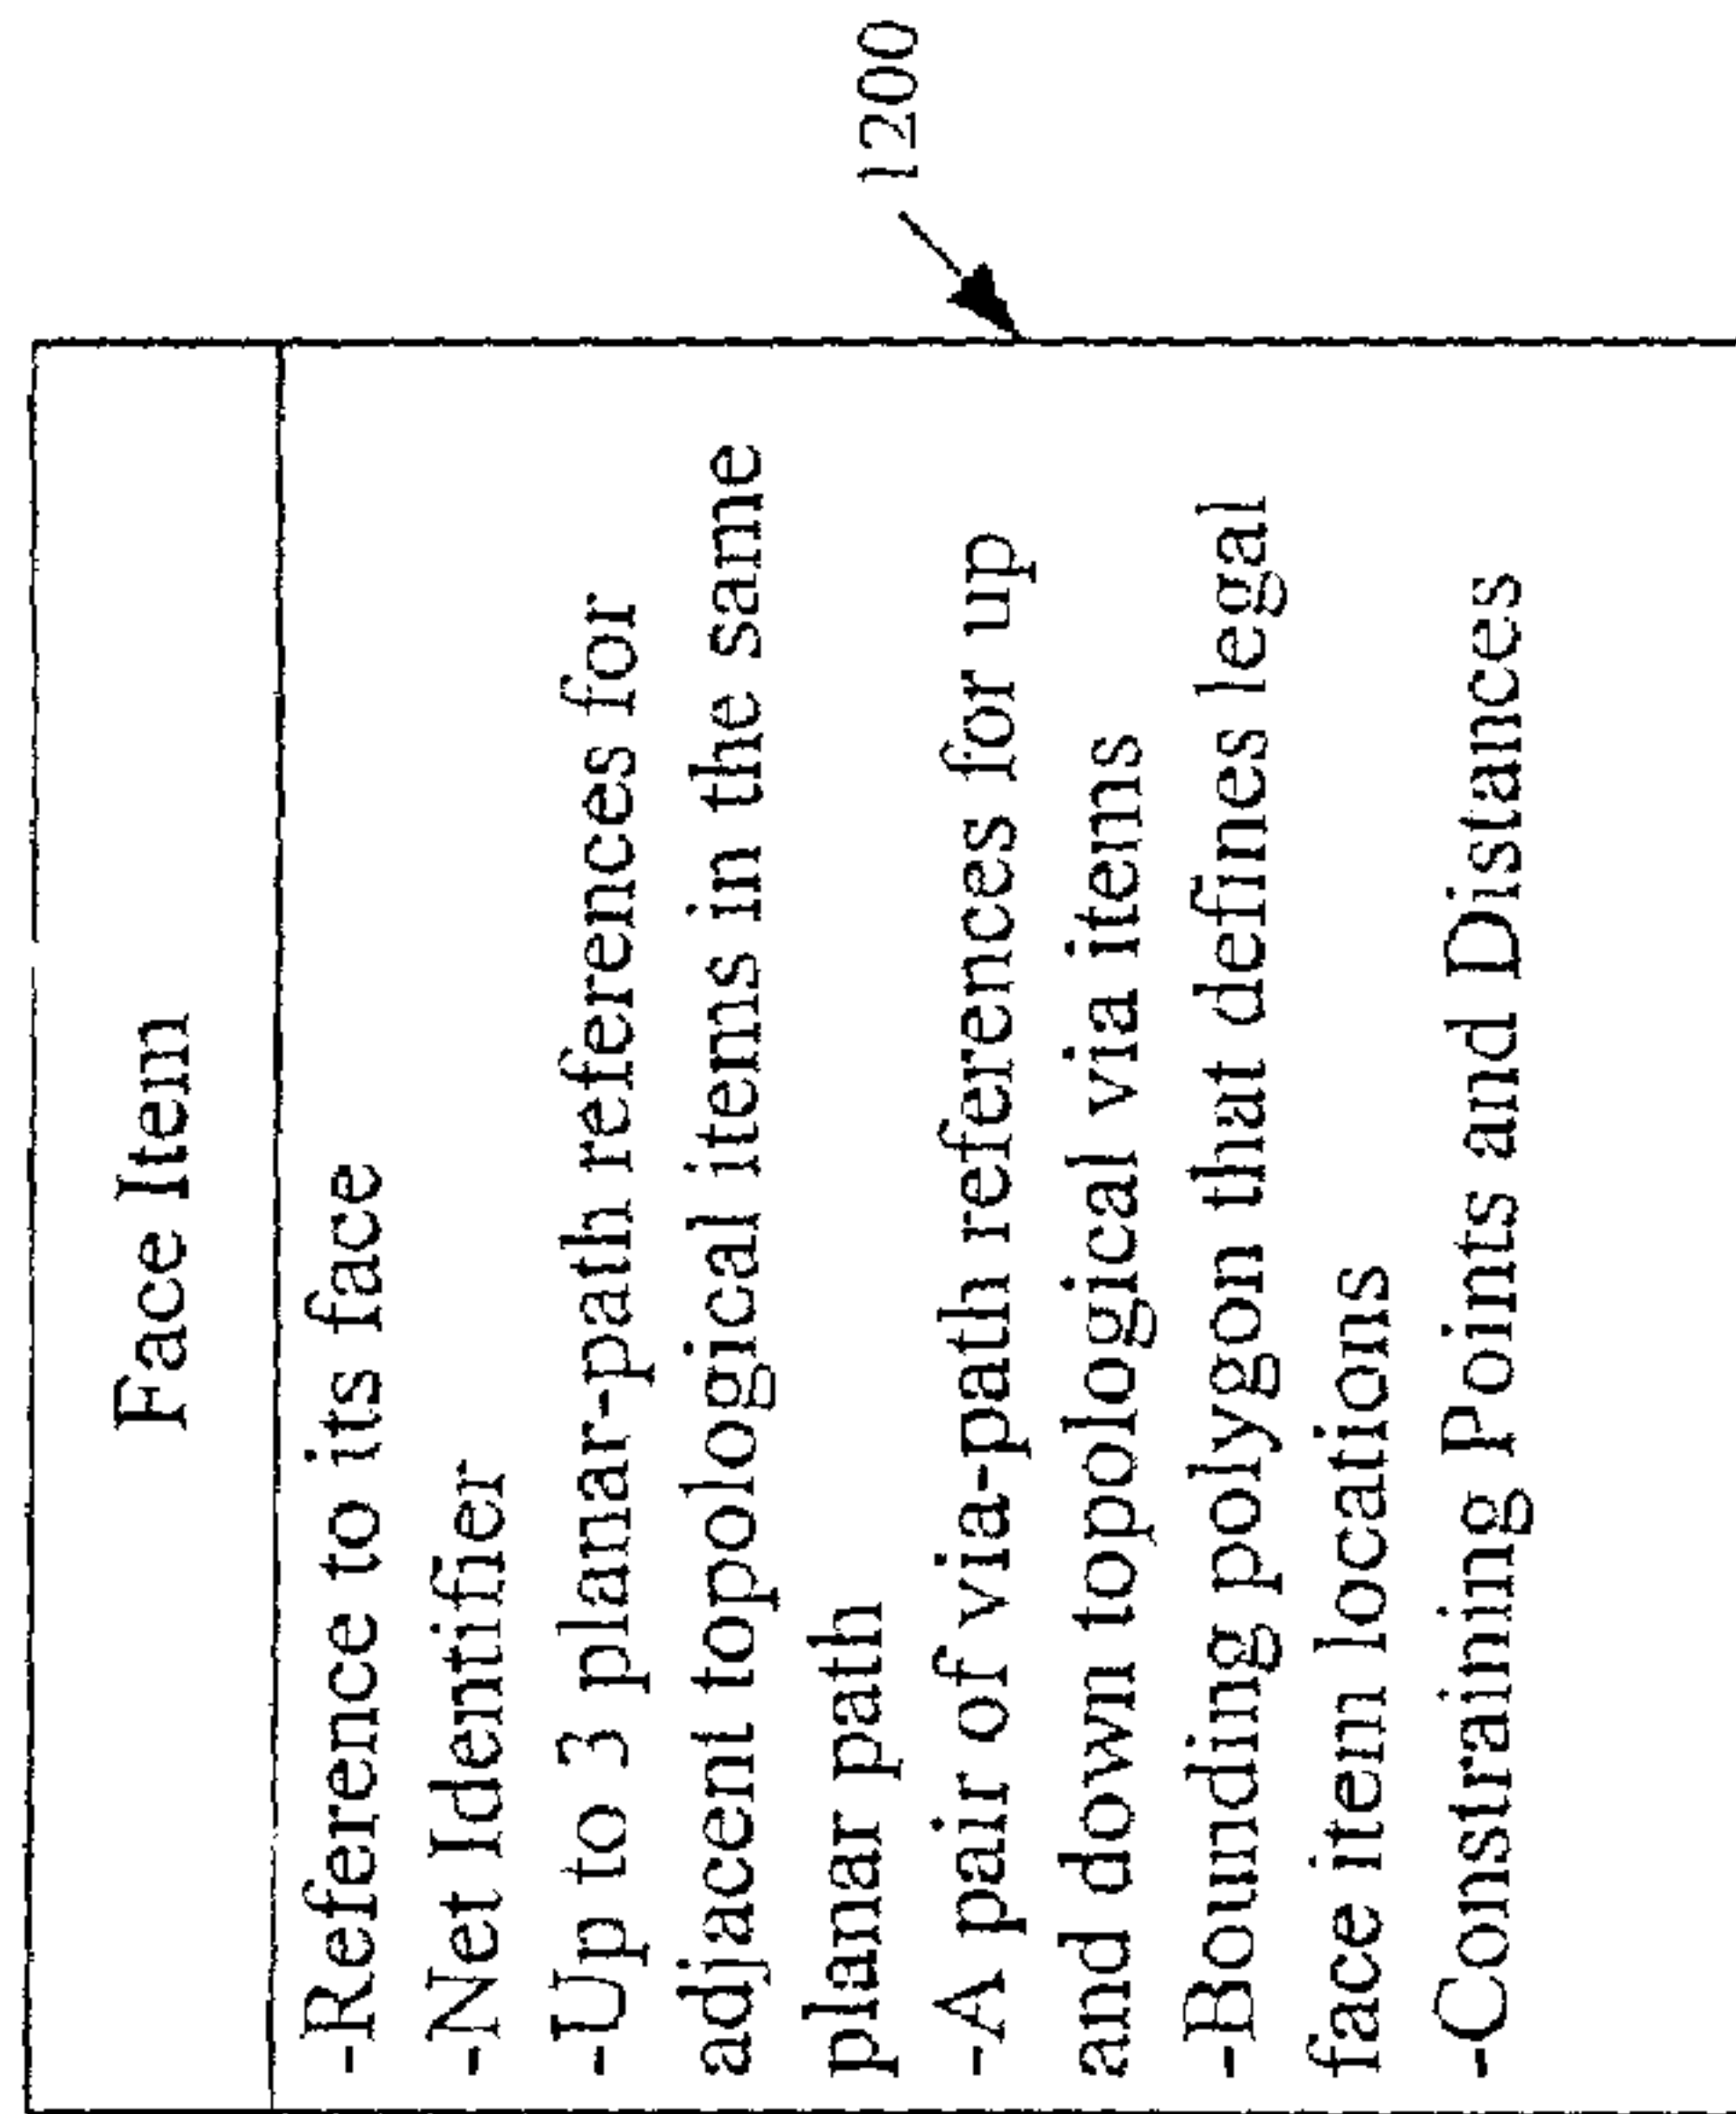 Face Item
-Reference to its face
-Net Identifier
-Up to 3 planar-path references for
adjacent topological items in the same
planar path
-A pair of via-path references for up
and down topological via items
-Bounding polygon that defines legal
face item locations
-Constraining Points and Distances
1200